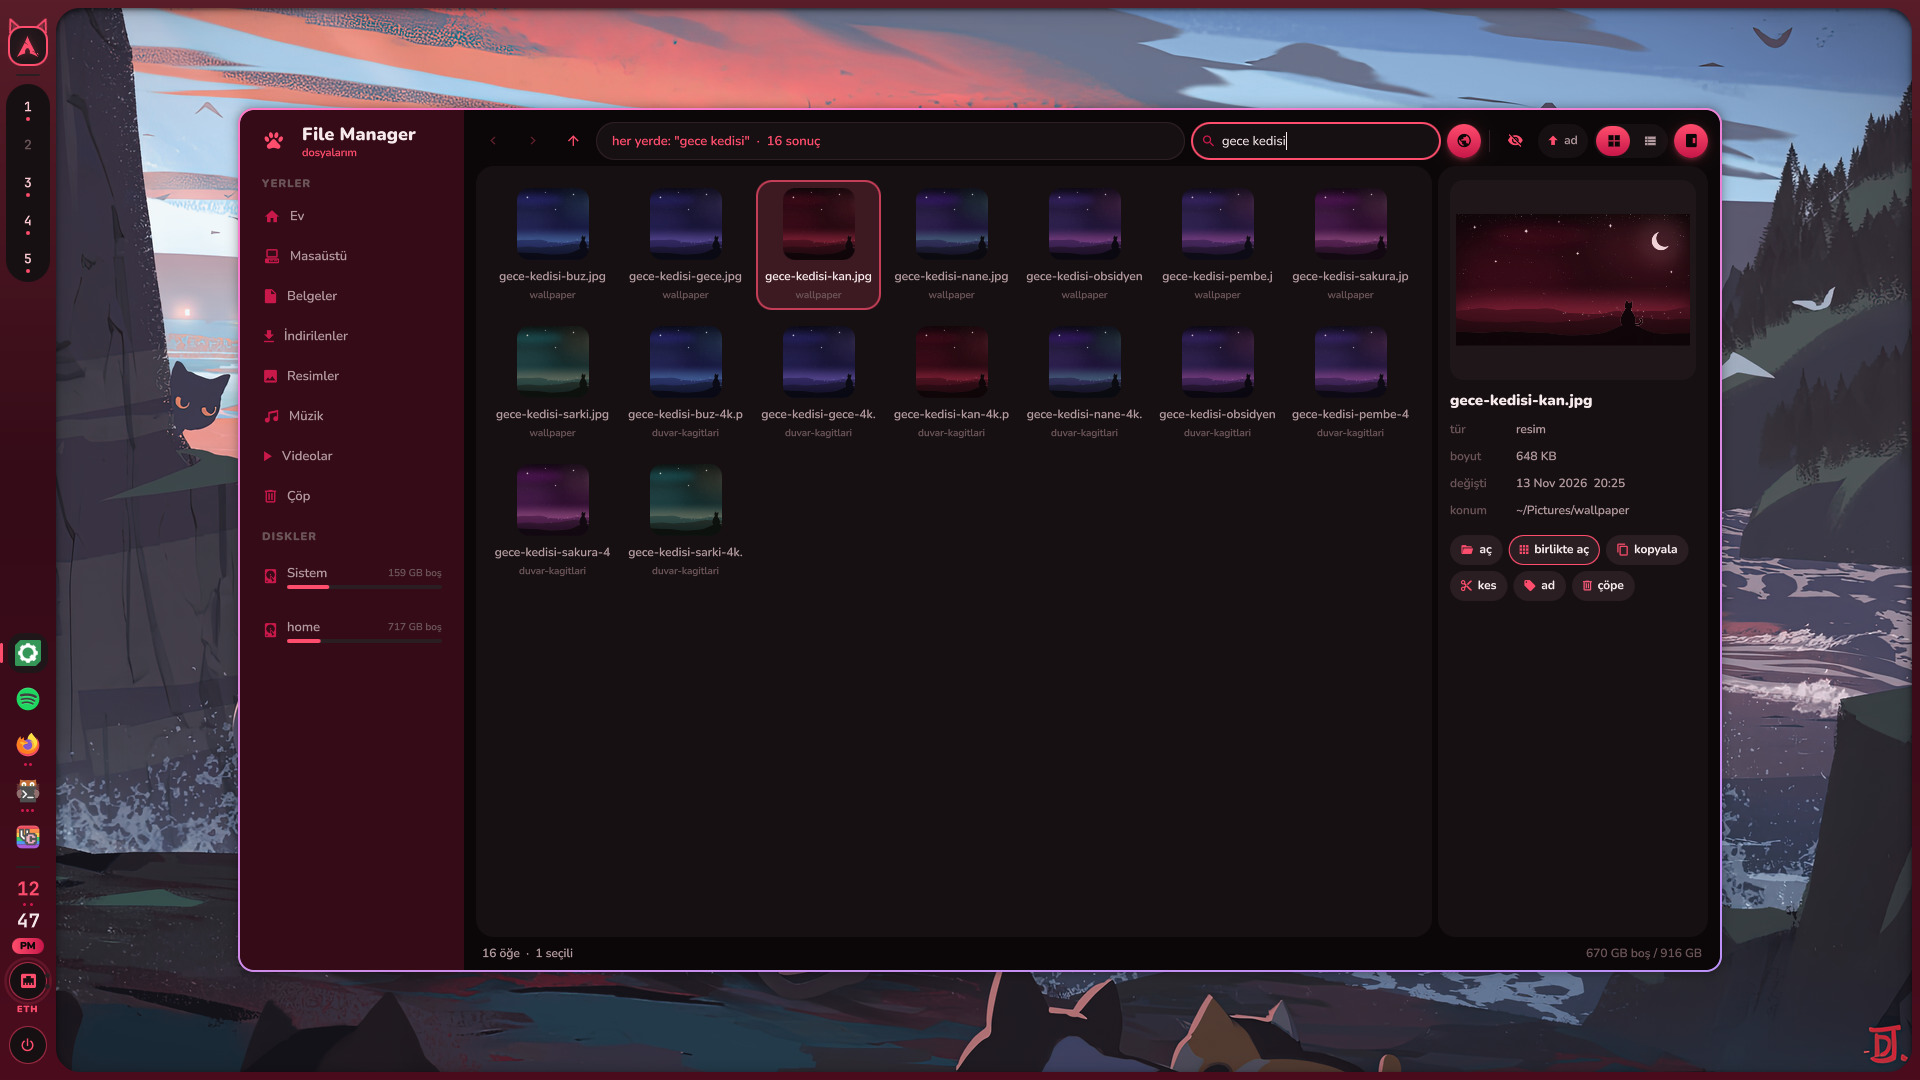 1
2
3
4
5
12
47
PM
ETH
File Manager
dosyalarım
YERLER
Ev
Masaüstü
Belgeler
İndirilenler
Resimler
Müzik
Videolar
Çöp
DISKLER
Sistem 159 GB boş
home 717 GB boş
her yerde: "gece kedisi" · 16 sonuç
gece kedisi
ad
gece-kedisi-buz.jpg
wallpaper
gece-kedisi-gece.jpg
wallpaper
gece-kedisi-kan.jpg
wallpaper
gece-kedisi-nane.jpg
wallpaper
gece-kedisi-obsidyen
wallpaper
gece-kedisi-pembe.j
wallpaper
gece-kedisi-sakura.jp
wallpaper
gece-kedisi-sarki.jpg
wallpaper
gece-kedisi-buz-4k.p
duvar-kagitlari
gece-kedisi-gece-4k.
duvar-kagitlari
gece-kedisi-kan-4k.p
duvar-kagitlari
gece-kedisi-nane-4k.
duvar-kagitlari
gece-kedisi-obsidyen
duvar-kagitlari
gece-kedisi-pembe-4
duvar-kagitlari
gece-kedisi-sakura-4
duvar-kagitlari
gece-kedisi-sarki-4k.
duvar-kagitlari
gece-kedisi-kan.jpg
tür resim
boyut 648 KB
değişti 13 Nov 2026 20:25
konum ~/Pictures/wallpaper
aç
birlikte aç
kopyala
kes
ad
çöpe
16 öğe · 1 seçili
670 GB boş / 916 GB